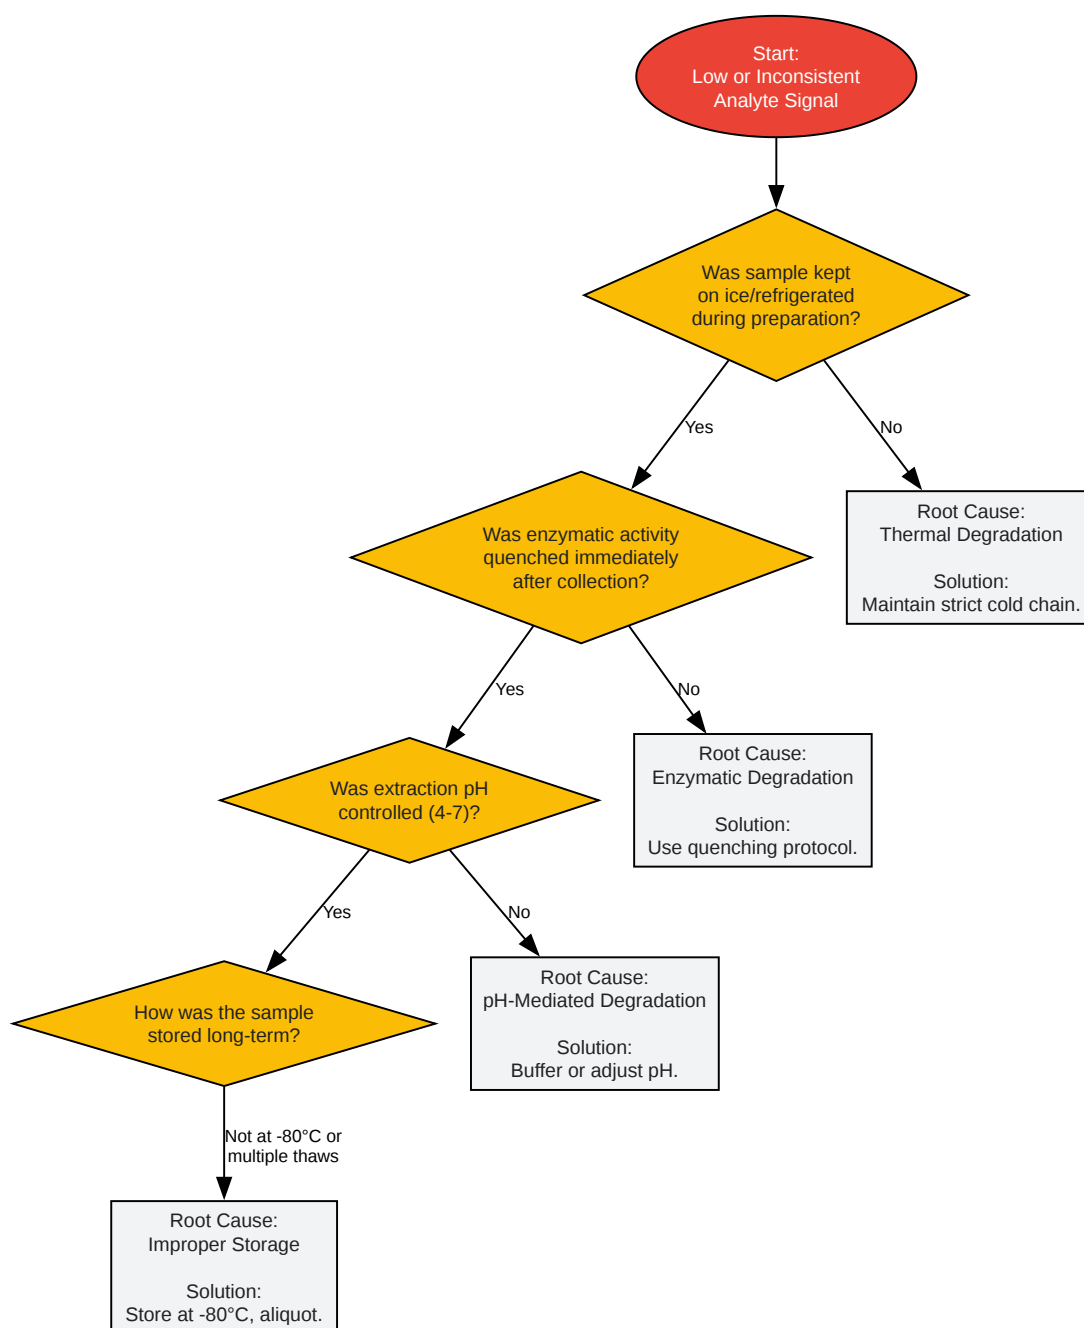 Start:
Low or Inconsistent
Analyte Signal
Was sample kept
on ice/refrigerated
during preparation?
Yes
No
Was enzymatic activity
quenched immediately
after collection?
Root Cause:
Thermal Degradation
Solution:
Maintain strict cold chain.
Yes
No
Was extraction pH
controlled (4-7)?
Root Cause:
Enzymatic Degradation
Solution:
Use quenching protocol.
Yes
No
How was the sample
stored long-term?
Root Cause:
pH-Mediated Degradation
Solution:
Buffer or adjust pH.
Not at -80°C or
multiple thaws
Root Cause:
Improper Storage
Solution:
Store at -80°C, aliquot.